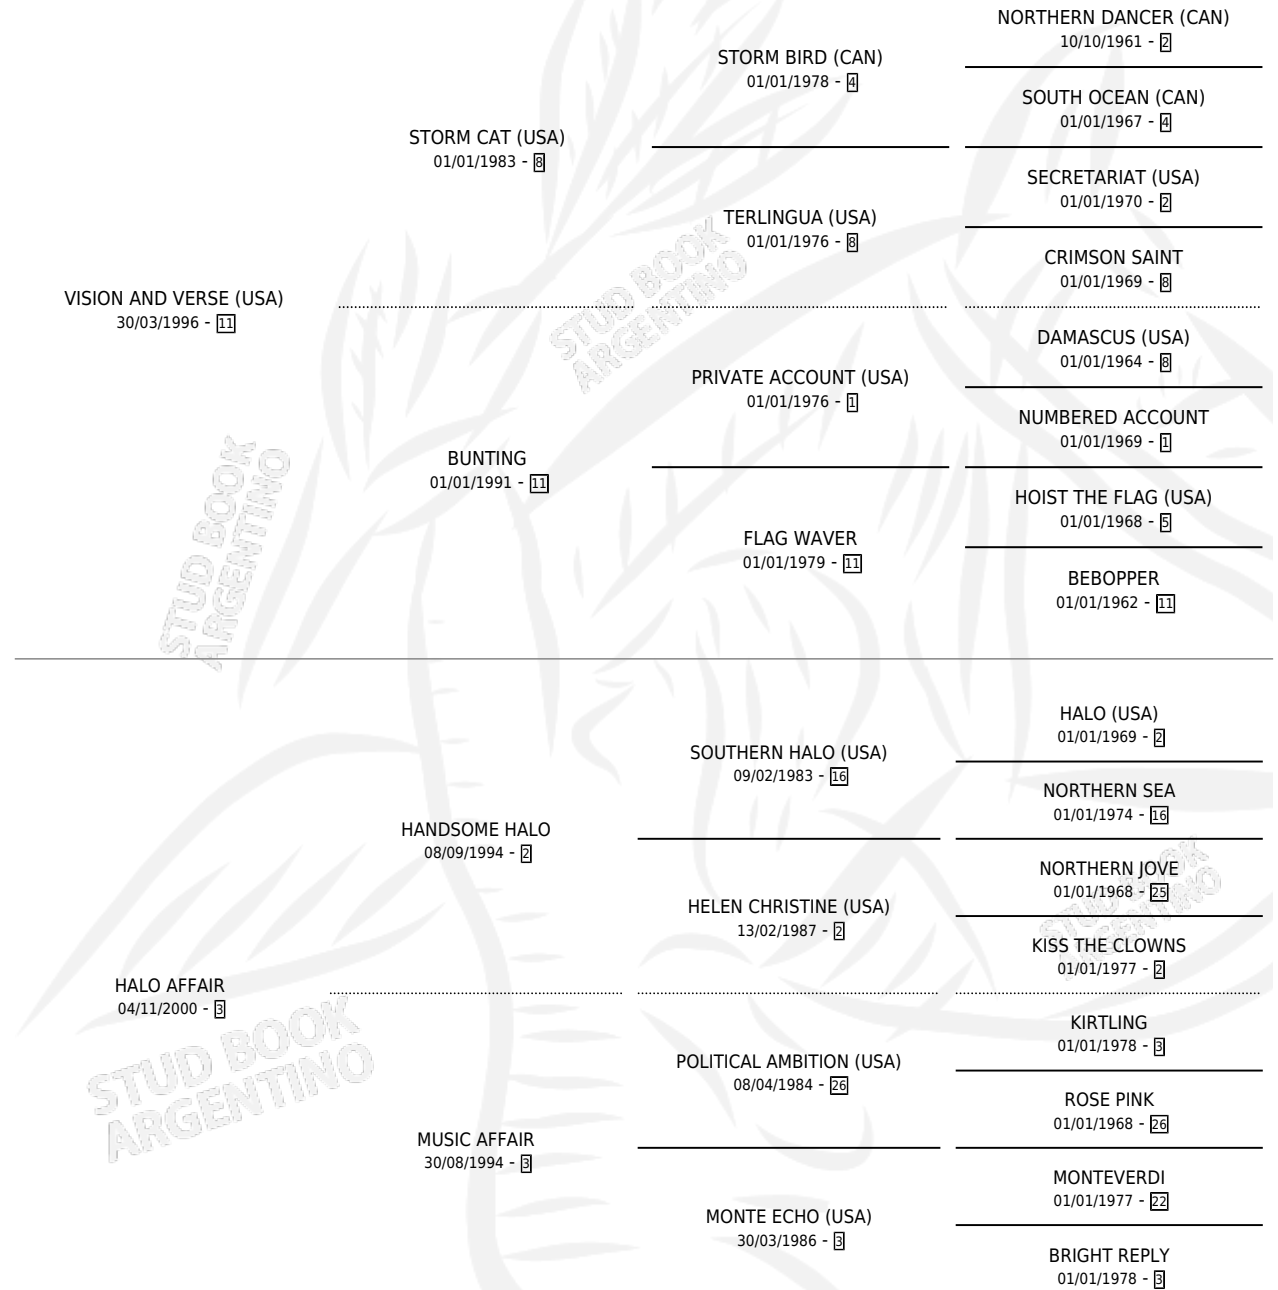 NORTHERN DANCER (CAN)
10/10/1961 - 2
STORM BIRD (CAN)
01/01/1978 - 4
SOUTH OCEAN (CAN)
01/01/1967 - 4
STORM CAT (USA)
01/01/1983 - 8
SECRETARIAT (USA)
01/01/1970 - 2
TERLINGUA (USA)
01/01/1976 - 8
CRIMSON SAINT
01/01/1969 - 8
VISION AND VERSE (USA)
30/03/1996 - 11
DAMASCUS (USA)
01/01/1964 - 8
PRIVATE ACCOUNT (USA)
01/01/1976 - 1
NUMBERED ACCOUNT
01/01/1969 - 1
BUNTING
01/01/1991 - 11
HOIST THE FLAG (USA)
01/01/1968 - 5
FLAG WAVER
01/01/1979 - 11
BEBOPPER
01/01/1962 - 11
HALO (USA)
01/01/1969 - 2
SOUTHERN HALO (USA)
09/02/1983 - 16
NORTHERN SEA
01/01/1974 - 16
HANDSOME HALO
08/09/1994 - 2
NORTHERN JOVE
01/01/1968 - 25
HELEN CHRISTINE (USA)
13/02/1987 - 2
KISS THE CLOWNS
01/01/1977 - 2
HALO AFFAIR
04/11/2000 - 3
KIRTLING
01/01/1978 - 3
POLITICAL AMBITION (USA)
08/04/1984 - 26
ROSE PINK
01/01/1968 - 26
MUSIC AFFAIR
30/08/1994 - 3
MONTEVERDI
01/01/1977 - 22
MONTE ECHO (USA)
30/03/1986 - 3
BRIGHT REPLY
01/01/1978 - 3
STUD BOOK
ARGENTINO
STUD BOOK
ARGENTINO
STUD BOOK
ARGENTINO
STUD BOOK
ARGENTINO